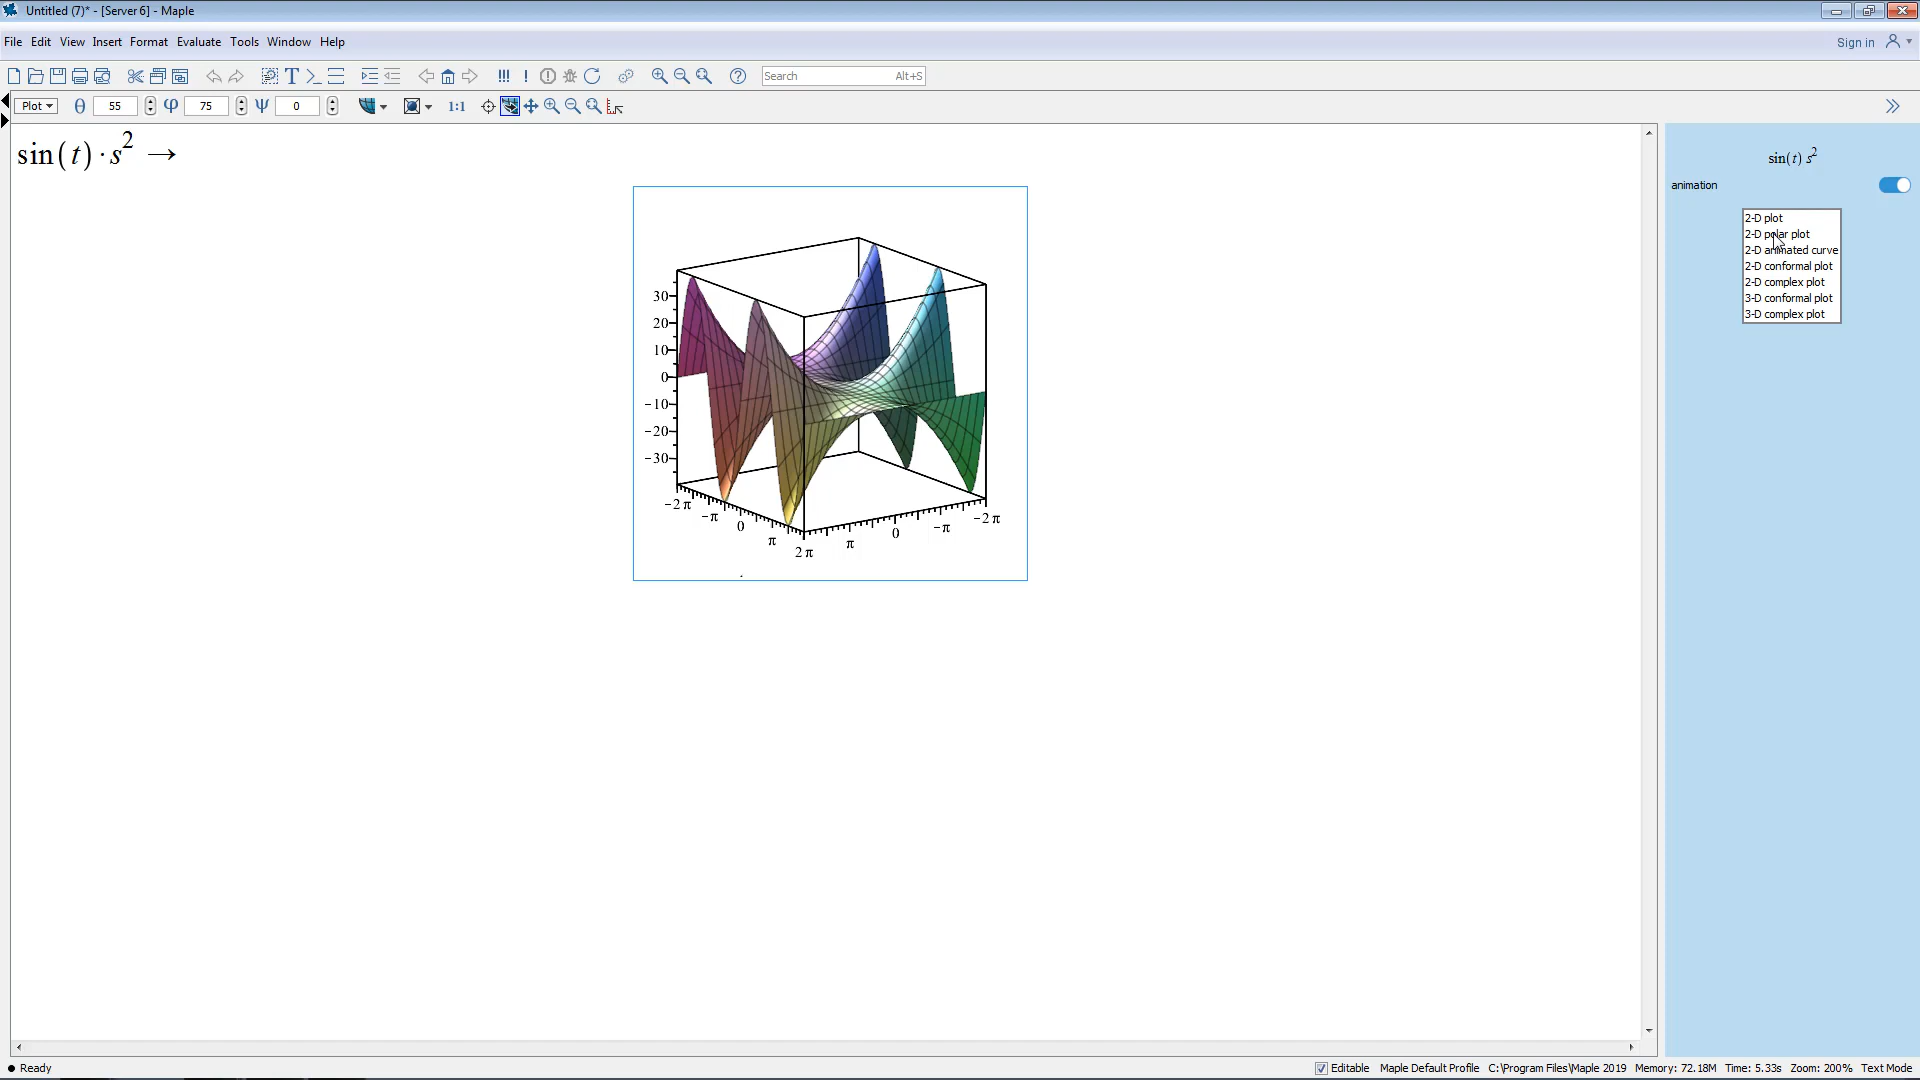 Untitled (7)* - [Server 6] - Maple
File Edit View Insert Format Evaluate Tools Window Help
Sign in
Search Alt+S
Plot θ 55 φ 75 ψ 0 1:1
sin(t)·s² →
sin(t) s²
animation
2-D plot
2-D polar plot
2-D animated curve
2-D conformal plot
2-D complex plot
3-D conformal plot
3-D complex plot
30
20
10
0
-10
-20
-30
-2π
-π
0
π
2π
π
0
-π
-2π
Ready
Editable Maple Default Profile C:\Program Files\Maple 2019 Memory: 72.18M Time: 5.33s Zoom: 200% Text Mode